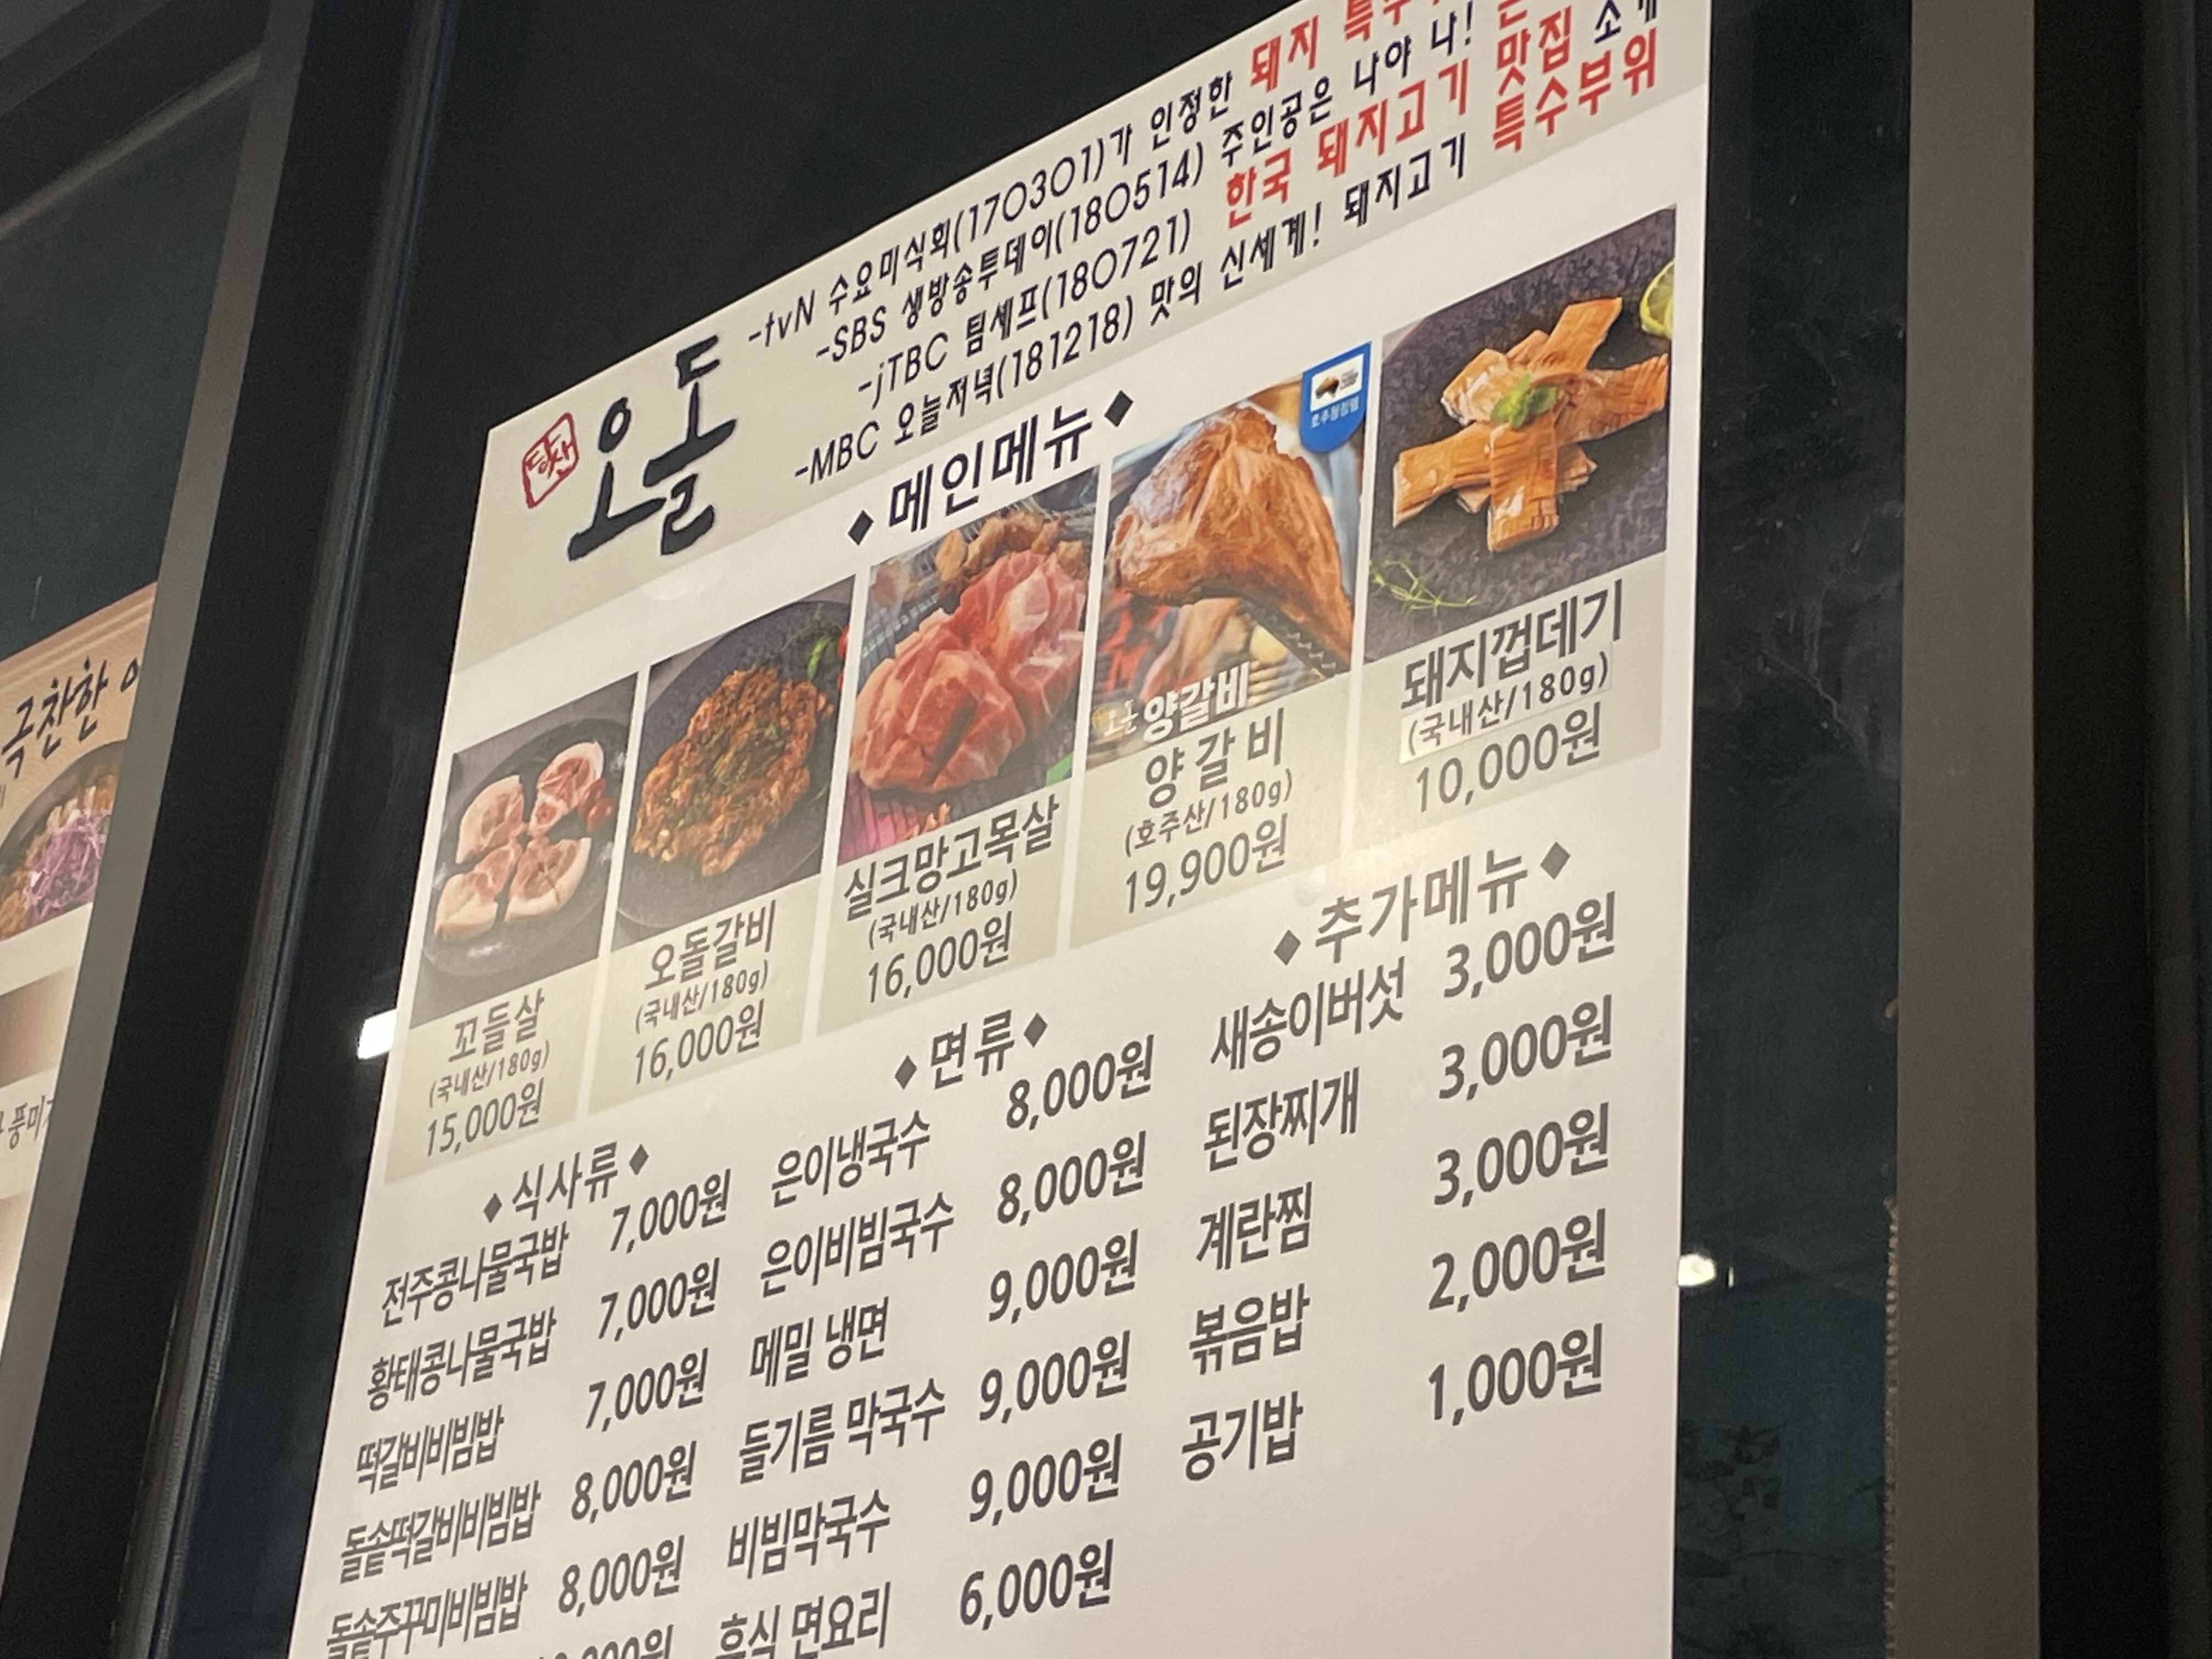 오돌
-tvN 수요미식회(170301)가 인정한 돼지
-SBS 생방송투데이(180514) 주인공은 나야 나!
-jTBC 팀셰프(180721) 한국 돼지고기 맛집
-MBC 오늘저녁(181218) 맛의 신세계! 돼지고기 특수부위
◆메인메뉴◆
꼬들살
(국내산/180g)
15,000원
오돌갈비
(국내산/180g)
16,000원
실크망고목살
(국내산/180g)
16,000원
호주청정램
오돌 양갈비
양갈비
(호주산/180g)
19,900원
돼지껍데기
(국내산/180g)
10,000원
◆식사류◆
전주콩나물국밥 7,000원
황태콩나물국밥 7,000원
떡갈비비빔밥 7,000원
돌솥떡갈비비빔밥 8,000원
돌솥주꾸미비빔밥 8,000원
◆면류◆
은이냉국수 8,000원
은이비빔국수 8,000원
메밀 냉면 9,000원
들기름 막국수 9,000원
비빔막국수 9,000원
후식 면요리 6,000원
◆추가메뉴◆
새송이버섯 3,000원
된장찌개 3,000원
계란찜 3,000원
볶음밥 2,000원
공기밥 1,000원
극찬한
풍미